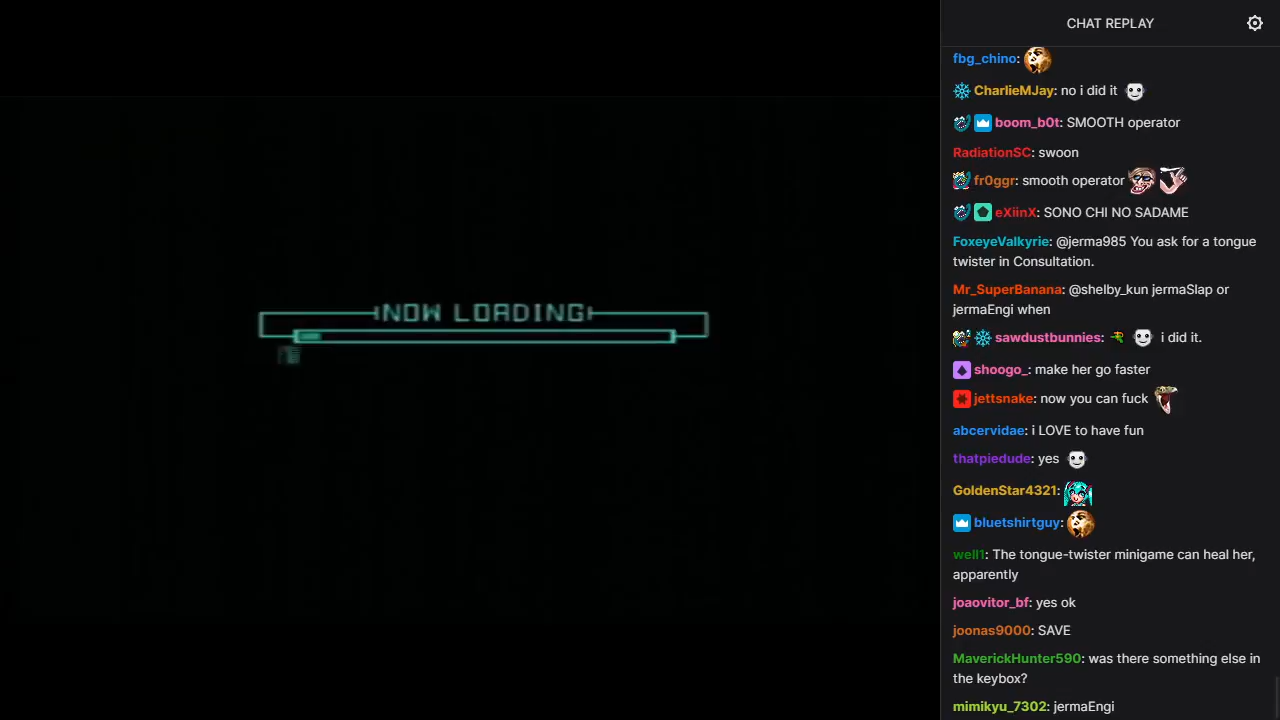 NOW LOADING
CHAT REPLAY
fbg_chino:
CharlieMJay: no i did it
boom_b0t: SMOOTH operator
RadiationSC: swoon
fr0ggr: smooth operator
eXiinX: SONO CHI NO SADAME
FoxeyeValkyrie: @jerma985 You ask for a tongue
twister in Consultation.
Mr_SuperBanana: @shelby_kun jermaSlap or
jermaEngi when
sawdustbunnies: i did it.
shoogo_: make her go faster
jettsnake: now you can fuck
abcervidae: i LOVE to have fun
thatpiedude: yes
GoldenStar4321:
bluetshirtguy:
well1: The tongue-twister minigame can heal her,
apparently
joaovitor_bf: yes ok
joonas9000: SAVE
MaverickHunter590: was there something else in
the keybox?
mimikyu_7302: jermaEngi